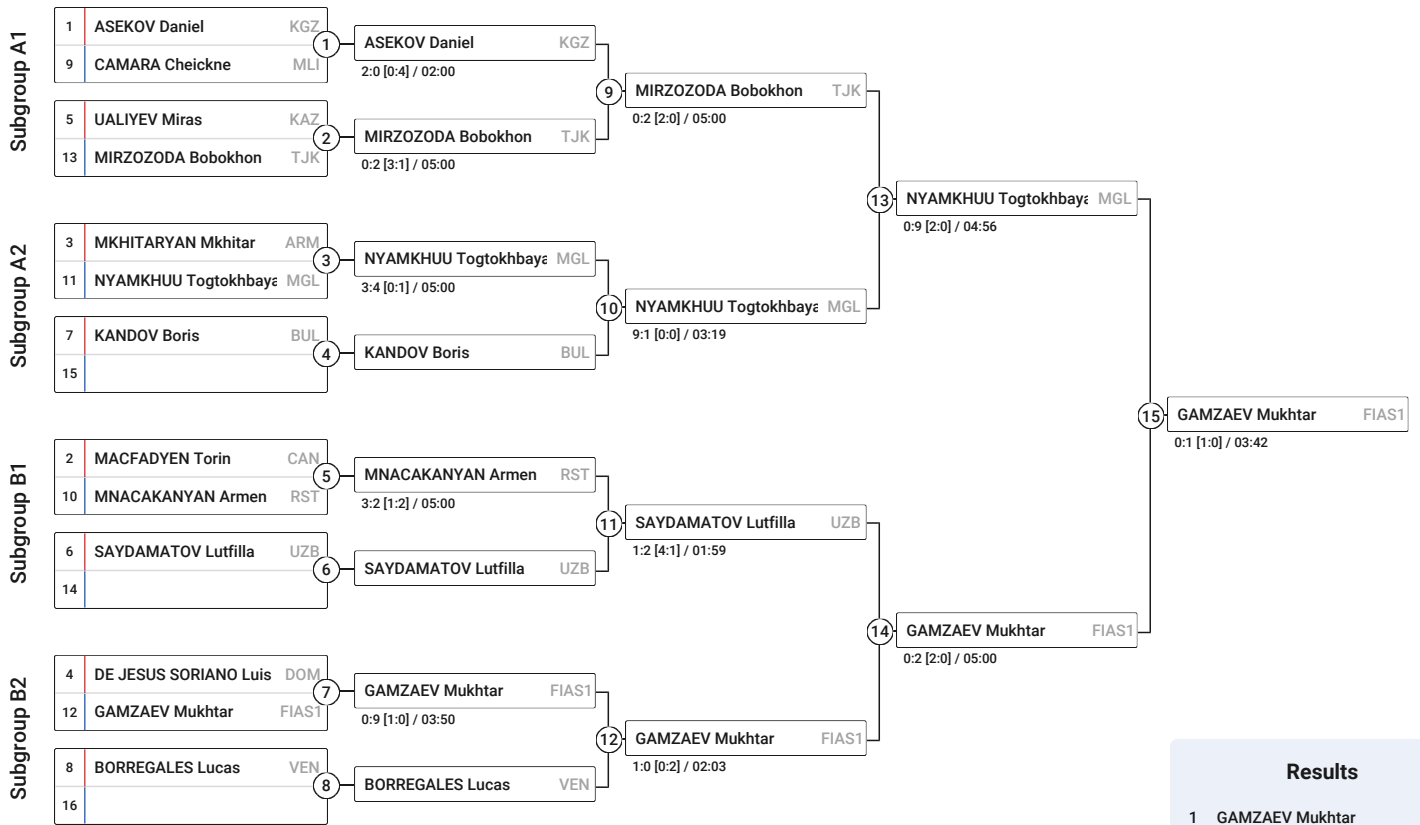 Subgroup A1
1 ASEKOV Daniel KGZ
9 CAMARA Cheickne MLI
1
5 UALIYEV Miras KAZ
13 MIRZOZODA Bobokhon TJK
2
Subgroup A2
3 MKHITARYAN Mkhitar ARM
11 NYAMKHUU Togtokhbaya MGL
3
7 KANDOV Boris BUL
15
4
Subgroup B1
2 MACFADYEN Torin CAN
10 MNACAKANYAN Armen RST
5
6 SAYDAMATOV Lutfilla UZB
14
6
Subgroup B2
4 DE JESUS SORIANO Luis DOM
12 GAMZAEV Mukhtar FIAS1
7
8 BORREGALES Lucas VEN
16
8
ASEKOV Daniel KGZ
2:0 [0:4] / 02:00
MIRZOZODA Bobokhon TJK
0:2 [3:1] / 05:00
9
NYAMKHUU Togtokhbaya MGL
3:4 [0:1] / 05:00
KANDOV Boris BUL
10
MNACAKANYAN Armen RST
3:2 [1:2] / 05:00
SAYDAMATOV Lutfilla UZB
11
GAMZAEV Mukhtar FIAS1
0:9 [1:0] / 03:50
BORREGALES Lucas VEN
12
MIRZOZODA Bobokhon TJK
0:2 [2:0] / 05:00
NYAMKHUU Togtokhbaya MGL
9:1 [0:0] / 03:19
13
SAYDAMATOV Lutfilla UZB
1:2 [4:1] / 01:59
GAMZAEV Mukhtar FIAS1
1:0 [0:2] / 02:03
14
NYAMKHUU Togtokhbaya MGL
0:9 [2:0] / 04:56
GAMZAEV Mukhtar FIAS1
0:2 [2:0] / 05:00
15
GAMZAEV Mukhtar FIAS1
0:1 [1:0] / 03:42
Results
1 GAMZAEV Mukhtar